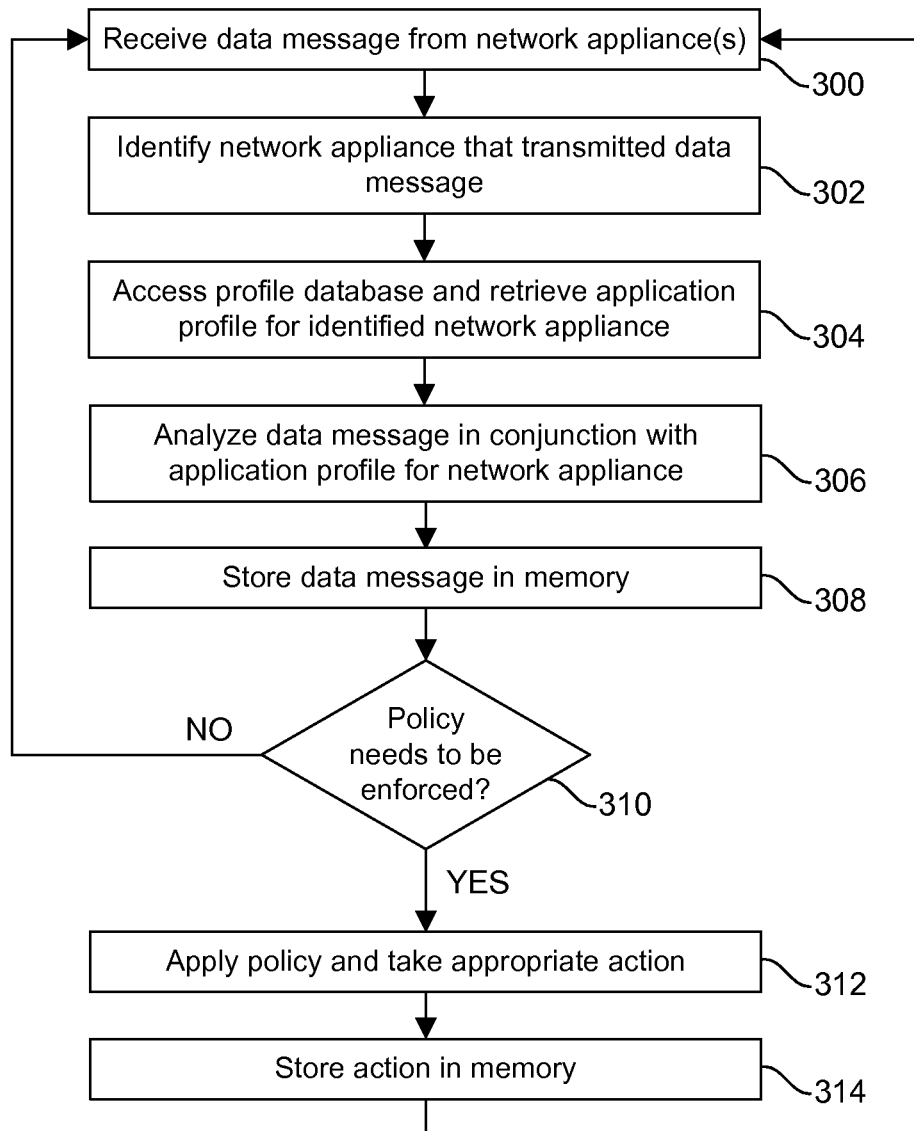 Receive data message from network appliance(s)
300
Identify network appliance that transmitted data
message
302
Access profile database and retrieve application
profile for identified network appliance
304
Analyze data message in conjunction with
application profile for network appliance
306
Store data message in memory
308
NO
Policy
needs to be
enforced?
310
YES
Apply policy and take appropriate action
312
Store action in memory
314